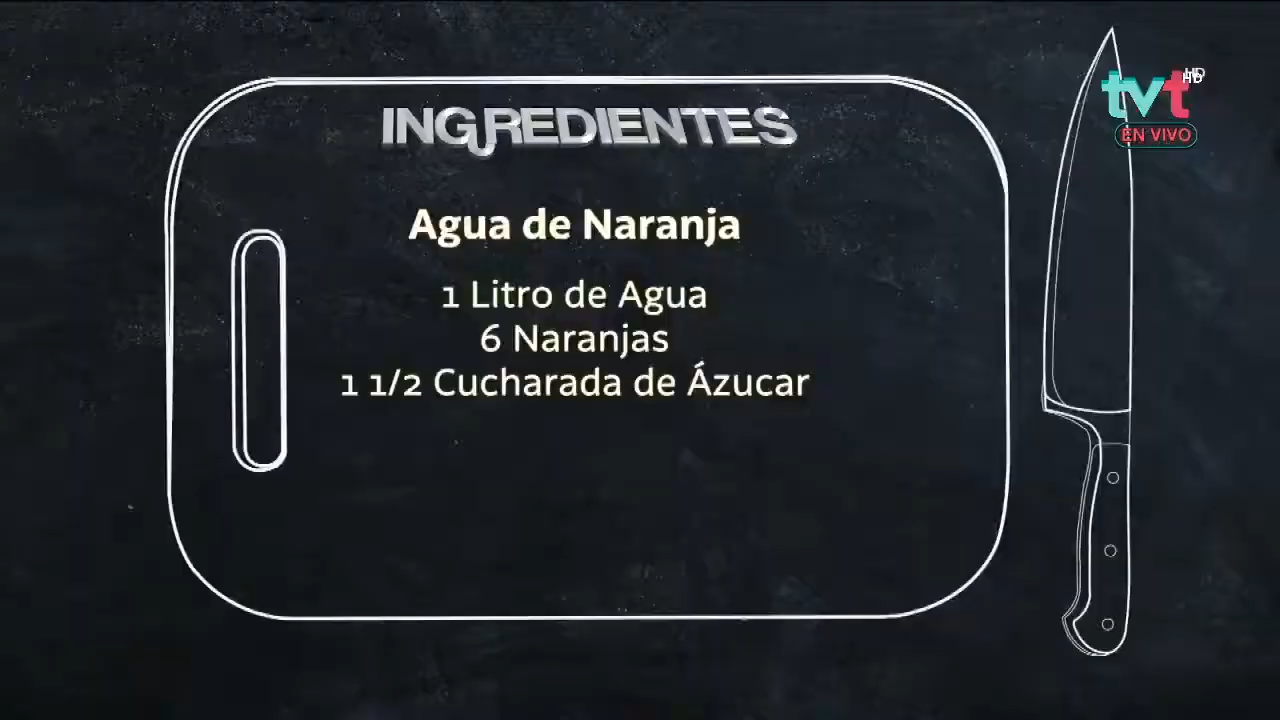 INGREDIENTES
Agua de Naranja
1 Litro de Agua
6 Naranjas
1 1/2 Cucharada de Ázucar
tvt HD
EN VIVO